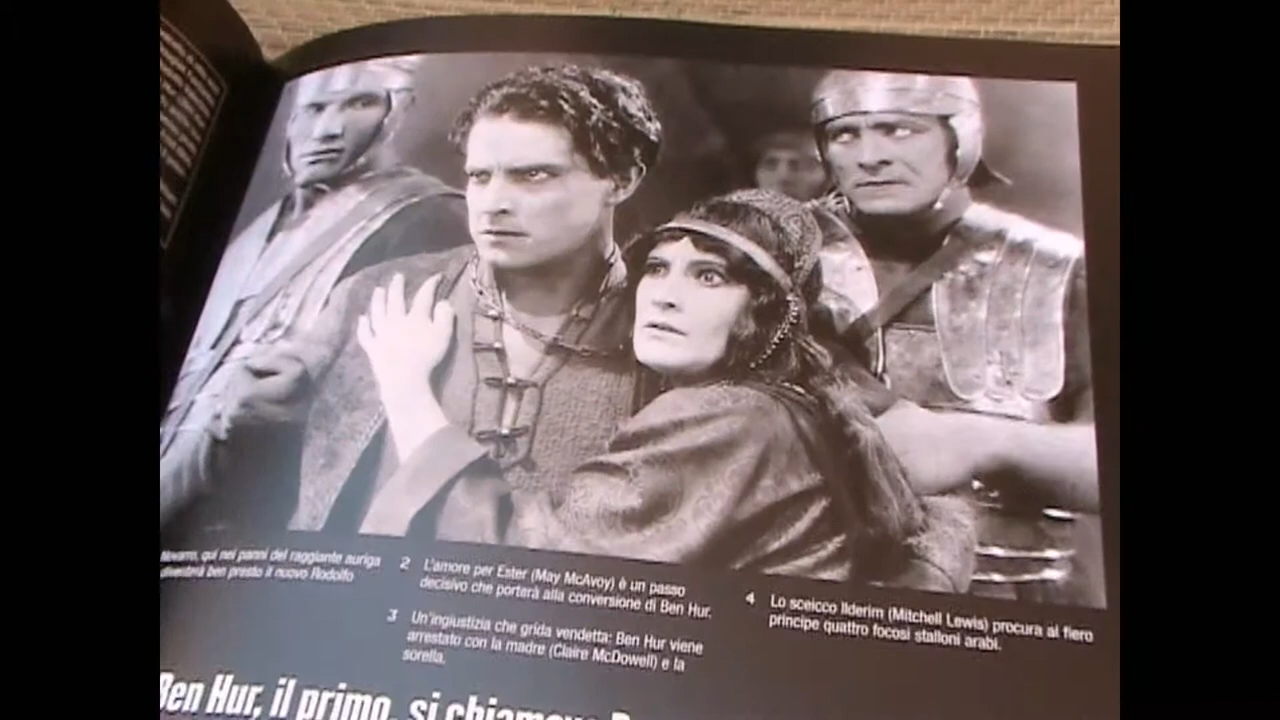 Novarro, qui nei panni del raggiante auriga
diventerà ben presto il nuovo Rodolfo
2 L'amore per Ester (May McAvoy) è un passo
decisivo che porterà alla conversione di Ben Hur.
3 Un'ingiustizia che grida vendetta: Ben Hur viene
arrestato con la madre (Claire McDowell) e la
sorella.
4 Lo sceicco Ilderim (Mitchell Lewis) procura al fiero
principe quattro focosi stalloni arabi.
Ben Hur, il primo, si chiamava